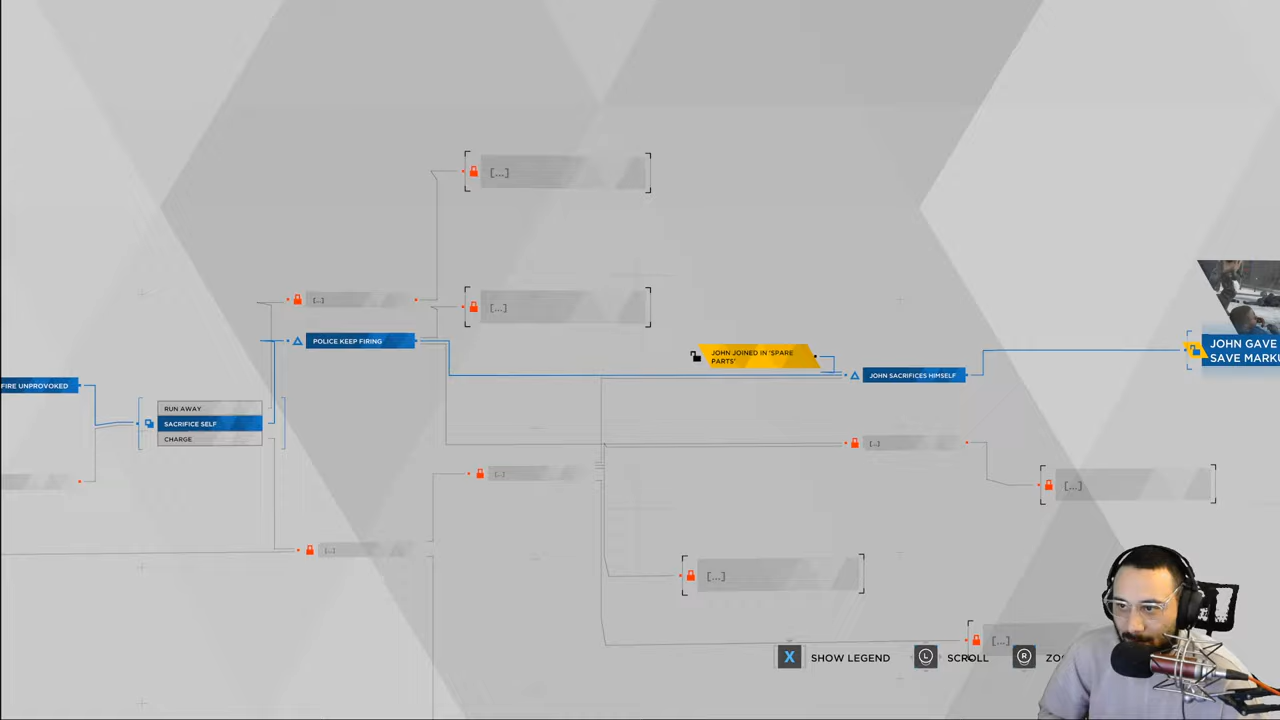 [...]
[...]
[...]
POLICE KEEP FIRING
JOHN JOINED IN 'SPARE
PARTS'
JOHN GAVE
SAVE MARKU
JOHN SACRIFICES HIMSELF
FIRE UNPROVOKED
RUN AWAY
SACRIFICE SELF
CHARGE
[...]
[...]
[...]
[...]
[...]
[...]
X SHOW LEGEND L SCROLL R ZO